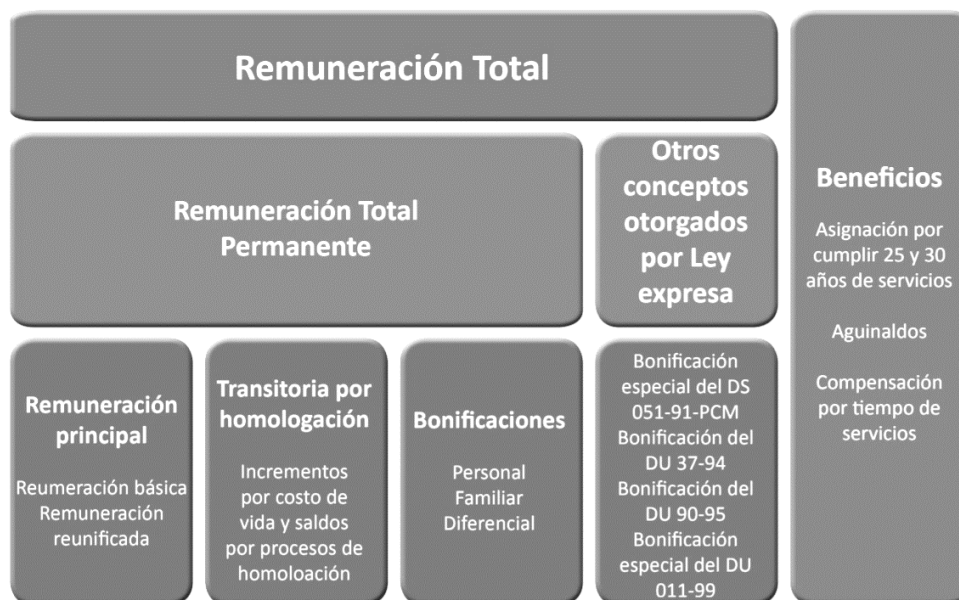 Remuneración Total
Remuneración Total
Permanente
Otros
conceptos
otorgados
por Ley
expresa
Remuneración
principal
Reumeración básica
Remuneración
reunificada
Transitoria por
homologación
Incrementos
por costo de
vida y saldos
por procesos de
homoloación
Bonificaciones
Personal
Familiar
Diferencial
Bonificación
especial del DS
051-91-PCM
Bonificación del
DU 37-94
Bonificación del
DU 90-95
Bonificación
especial del DU
011-99
Beneficios
Asignación por
cumplir 25 y 30
años de servicios
Aguinaldos
Compensación
por tiempo de
servicios